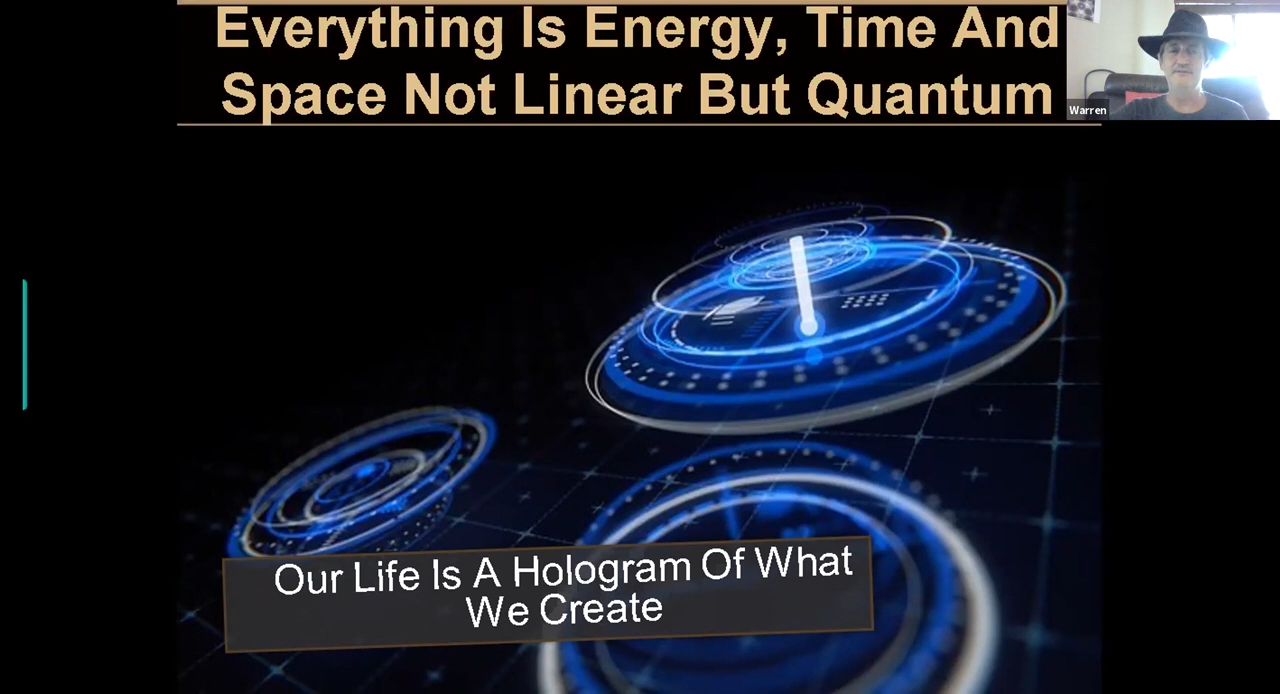 Everything Is Energy, Time And
Space Not Linear But Quantum
Warren
Our Life Is A Hologram Of What
We Create